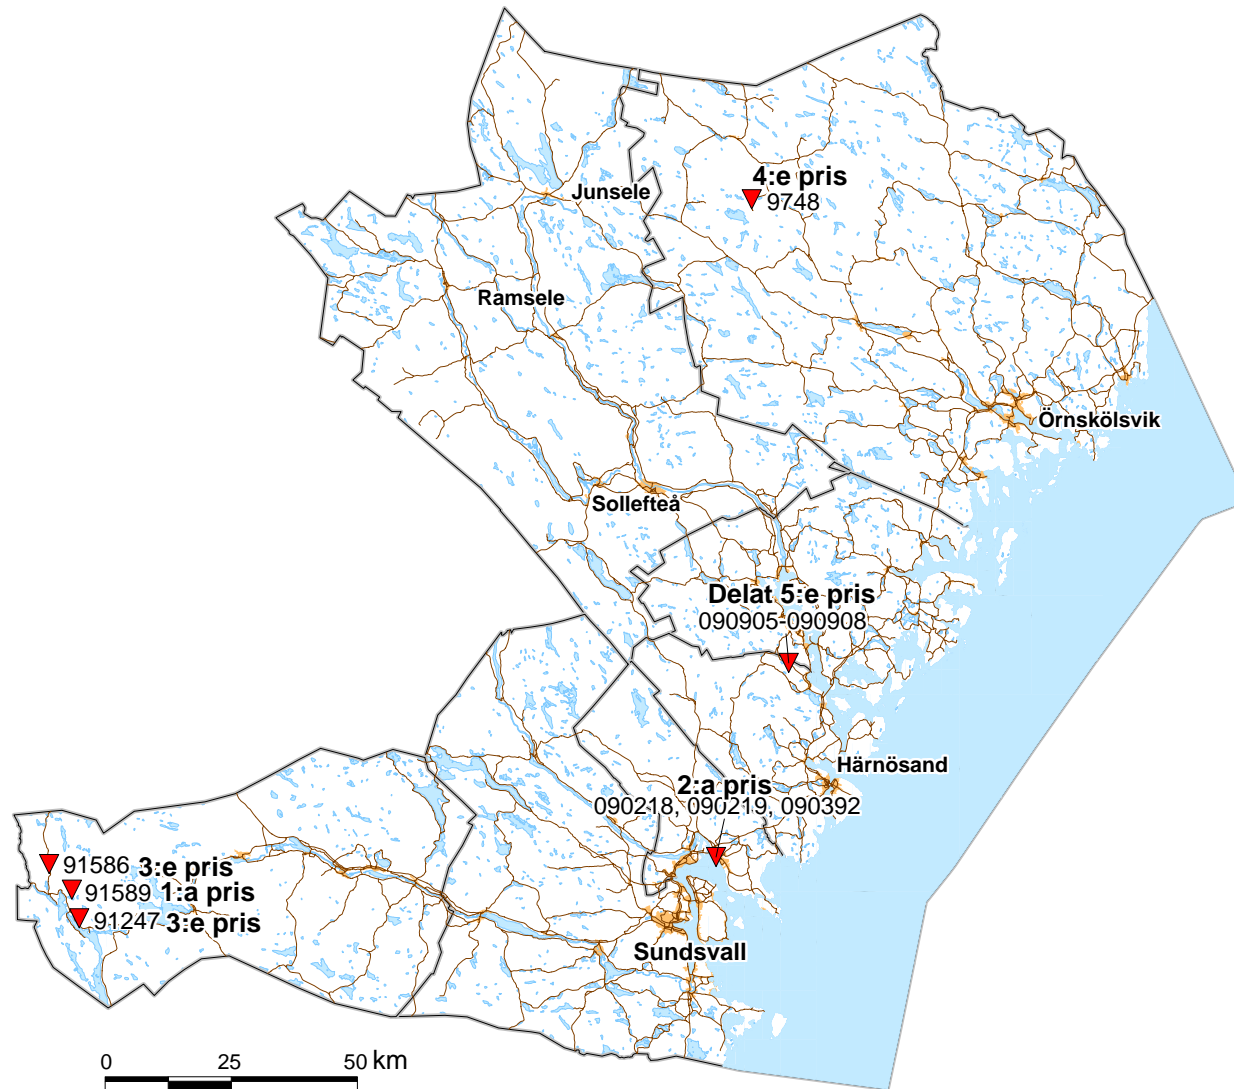 4:e pris
Junsele
9748
Ramsele
Örnskölsvik
Sollefteå
Delat 5:e pris
090905-090908
Härnösand
2:a pris
090218, 090219, 090392
91586 3:e pris
91589 1:a pris
91247 3:e pris
Sundsvall
0 25 50 km